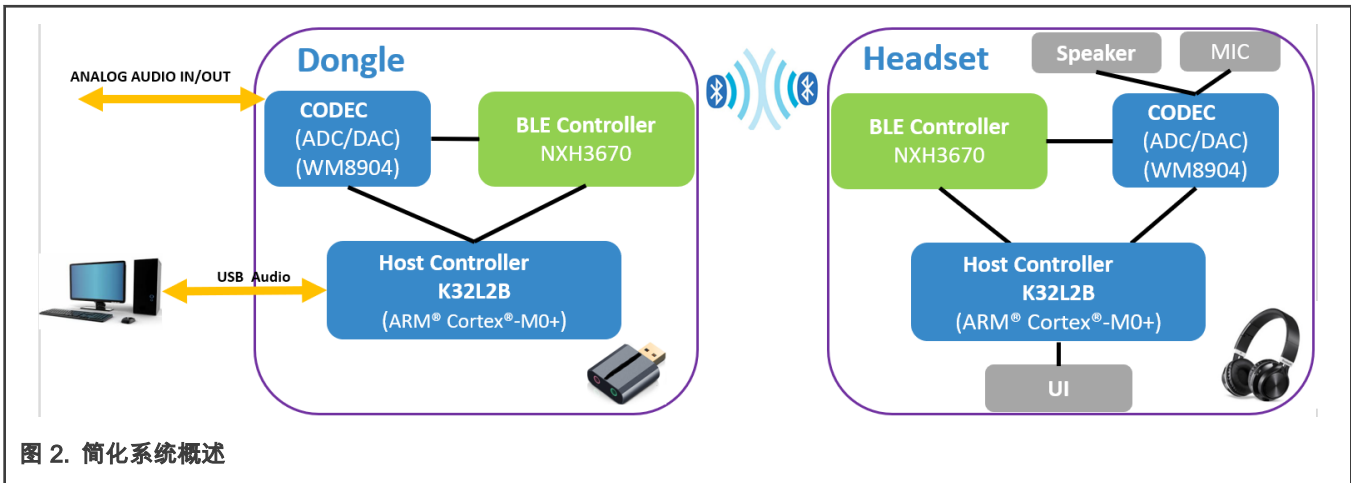 Dongle
ANALOG AUDIO IN/OUT
CODEC
(ADC/DAC)
(WM8904)
BLE Controller
NXH3670
Host Controller
K32L2B
(ARM® Cortex®-M0+)
USB Audio
Headset
Speaker
MIC
BLE Controller
NXH3670
CODEC
(ADC/DAC)
(WM8904)
Host Controller
K32L2B
(ARM® Cortex®-M0+)
UI
图 2. 简化系统概述